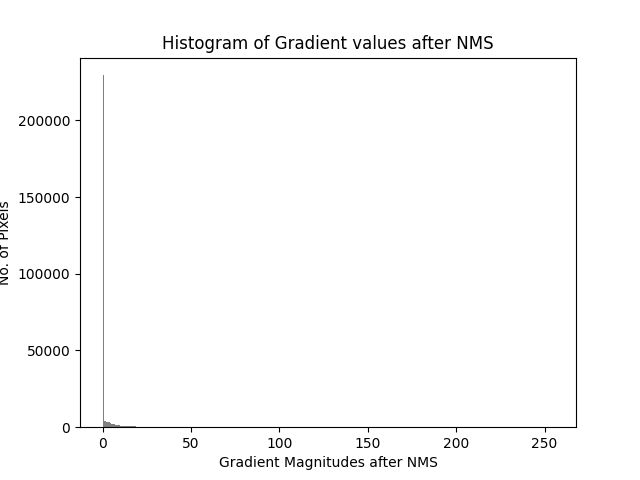 Histogram of Gradient values after NMS
No. of Pixels
200000
150000
100000
50000
0
0 50 100 150 200 250
Gradient Magnitudes after NMS